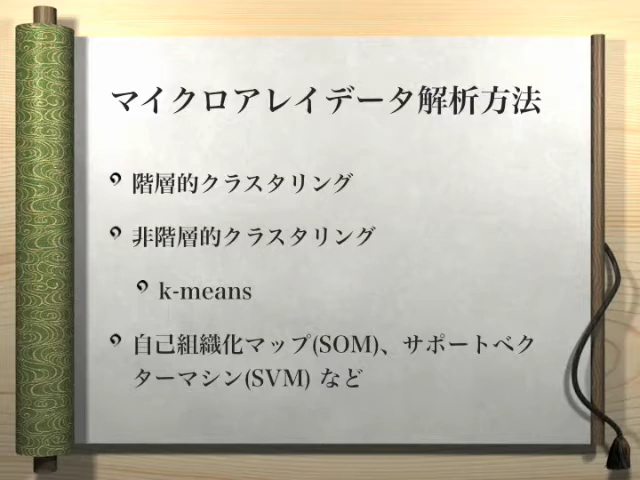 マイクロアレイデータ解析方法
階層的クラスタリング
非階層的クラスタリング
k-means
自己組織化マップ(SOM)、サポートベク
ターマシン(SVM) など